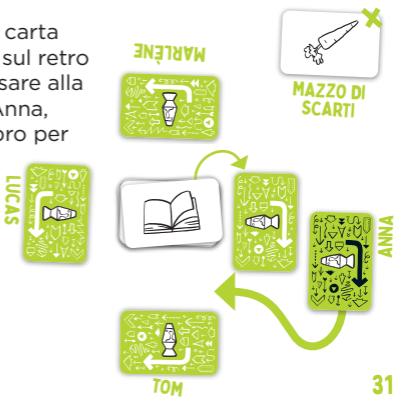 carta
sul retro
sare alla
Anna,
oro per
MARLÈNE
MAZZO DI
SCARTI
LUCAS
ANNA
TOM
31